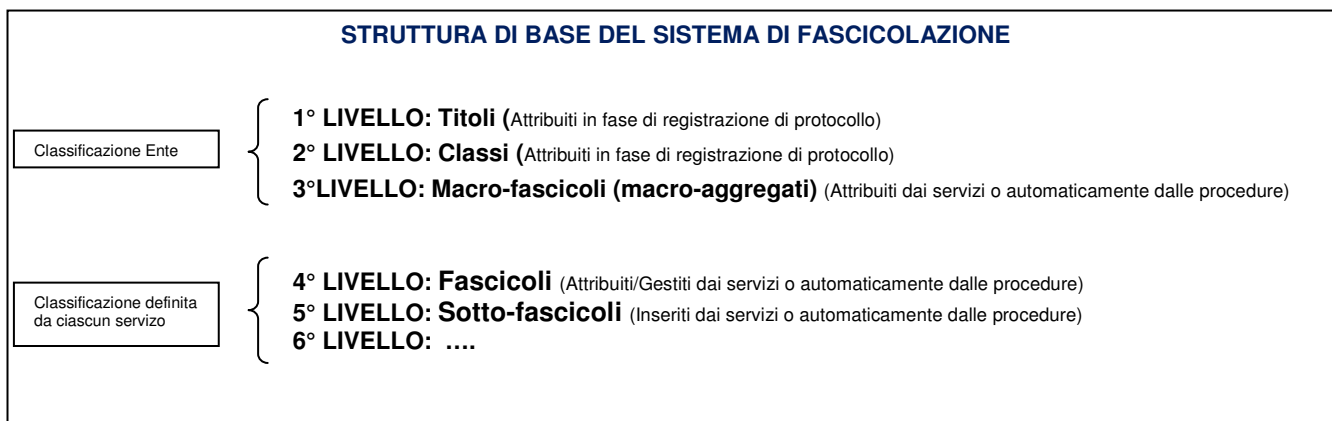 STRUTTURA DI BASE DEL SISTEMA DI FASCICOLAZIONE
Classificazione Ente
1° LIVELLO: Titoli (Attribuiti in fase di registrazione di protocollo)
2° LIVELLO: Classi (Attribuiti in fase di registrazione di protocollo)
3°LIVELLO: Macro-fascicoli (macro-aggregati) (Attribuiti dai servizi o automaticamente dalle procedure)
Classificazione definita
da ciascun servizo
4° LIVELLO: Fascicoli (Attribuiti/Gestiti dai servizi o automaticamente dalle procedure)
5° LIVELLO: Sotto-fascicoli (Inseriti dai servizi o automaticamente dalle procedure)
6° LIVELLO: ....